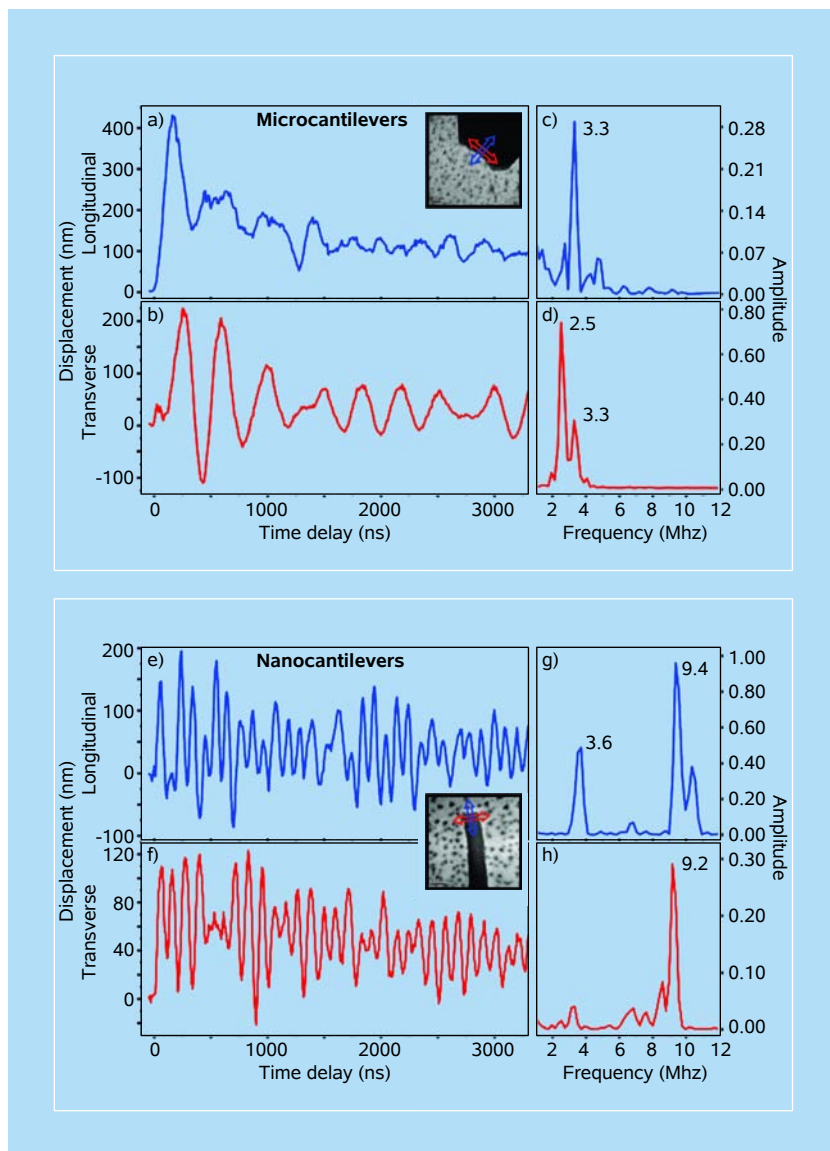 a) Microcantilevers
400
300
200
100
0
Longitudinal
b)
200
100
0
-100
Transverse
Displacement (nm)
0 1000 2000 3000
Time delay (ns)
c)
3.3
0.28
0.21
0.14
0.07
0.00
d)
2.5
3.3
0.80
0.60
0.40
0.20
0.00
Amplitude
2 4 6 8 10 12
Frequency (Mhz)
e) Nanocantilevers
200
100
0
-100
Longitudinal
f)
120
80
40
0
Transverse
Displacement (nm)
0 1000 2000 3000
Time delay (ns)
g)
3.6
9.4
1.00
0.80
0.60
0.40
0.20
0.00
h)
9.2
0.30
0.20
0.10
0.00
Amplitude
2 4 6 8 10 12
Frequency (Mhz)